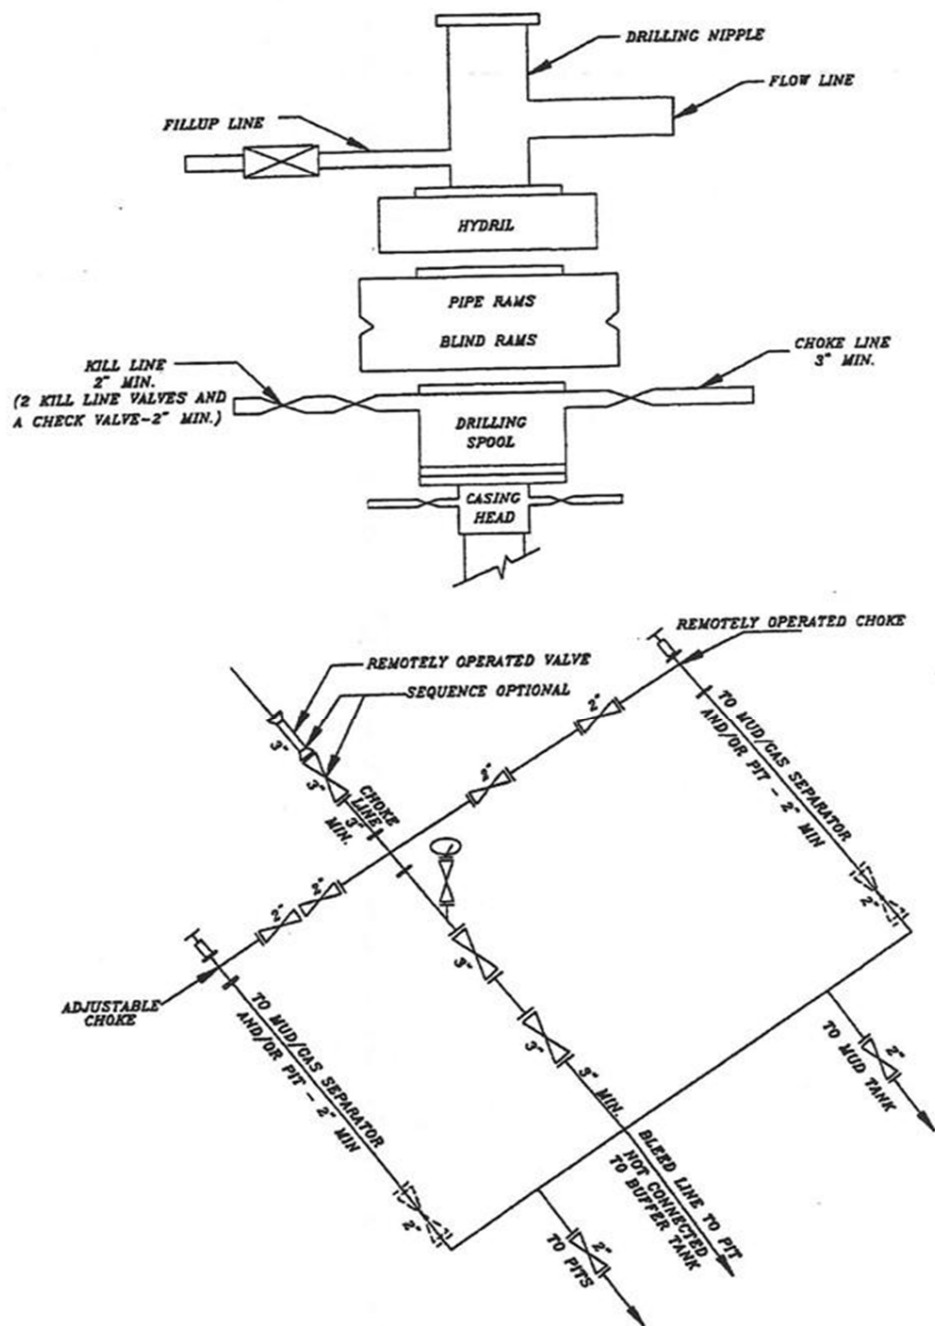 DRILLING NIPPLE
FLOW LINE
FILLUP LINE
HYDRIL
PIPE RAMS
BLIND RAMS
KILL LINE
2" MIN.
(2 KILL LINE VALVES AND
A CHECK VALVE-2" MIN.)
CHOKE LINE
3" MIN.
DRILLING
SPOOL
CASING
HEAD
REMOTELY OPERATED CHOKE
REMOTELY OPERATED VALVE
SEQUENCE OPTIONAL
3"
3"
CHOKE
LINE
3"
MIN.
2"
2"
TO MUD/GAS SEPARATOR
AND/OR PIT - 2" MIN
2"
2"
2"
3"
3"
3" MIN.
2"
ADJUSTABLE
CHOKE
TO MUD/GAS SEPARATOR
AND/OR PIT - 2" MIN
2"
2"
TO MUD TANK
BLEED LINE TO PIT
NOT CONNECTED
TO BUFFER TANK
2"
TO PITS